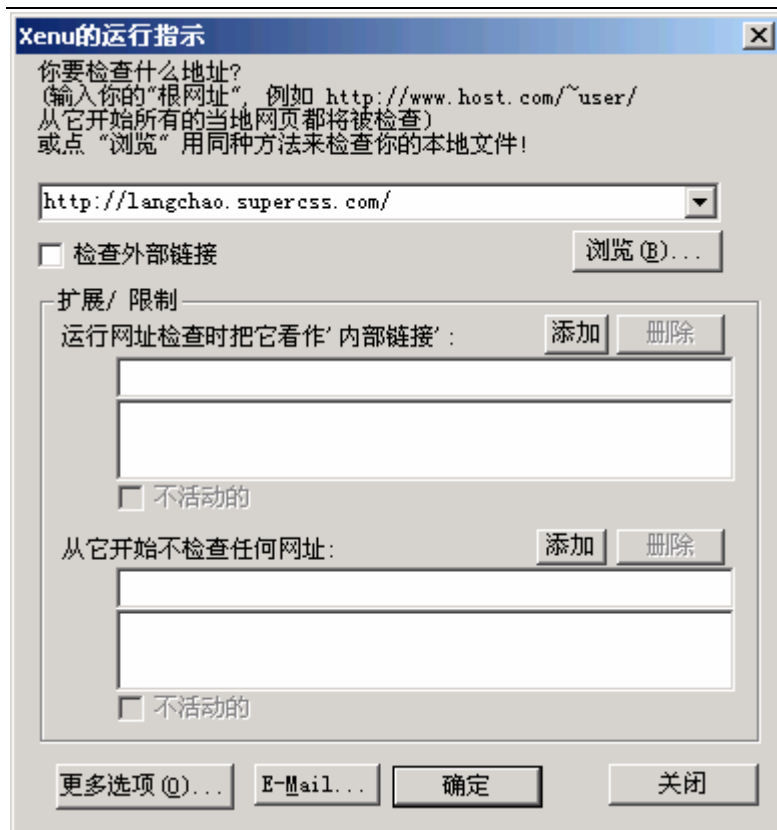 Xenu的运行指示
你要检查什么地址?
(输入你的“根网址”, 例如 http://www.host.com/~user/
从它开始所有的当地网页都将被检查)
或点 “浏览” 用同种方法来检查你的本地文件!
http://langchao.supercss.com/
检查外部链接
浏览(B)...
扩展/ 限制
运行网址检查时把它看作' 内部链接' :
添加
删除
不活动的
从它开始不检查任何网址:
添加
删除
不活动的
更多选项(O)...
E-Mail...
确定
关闭